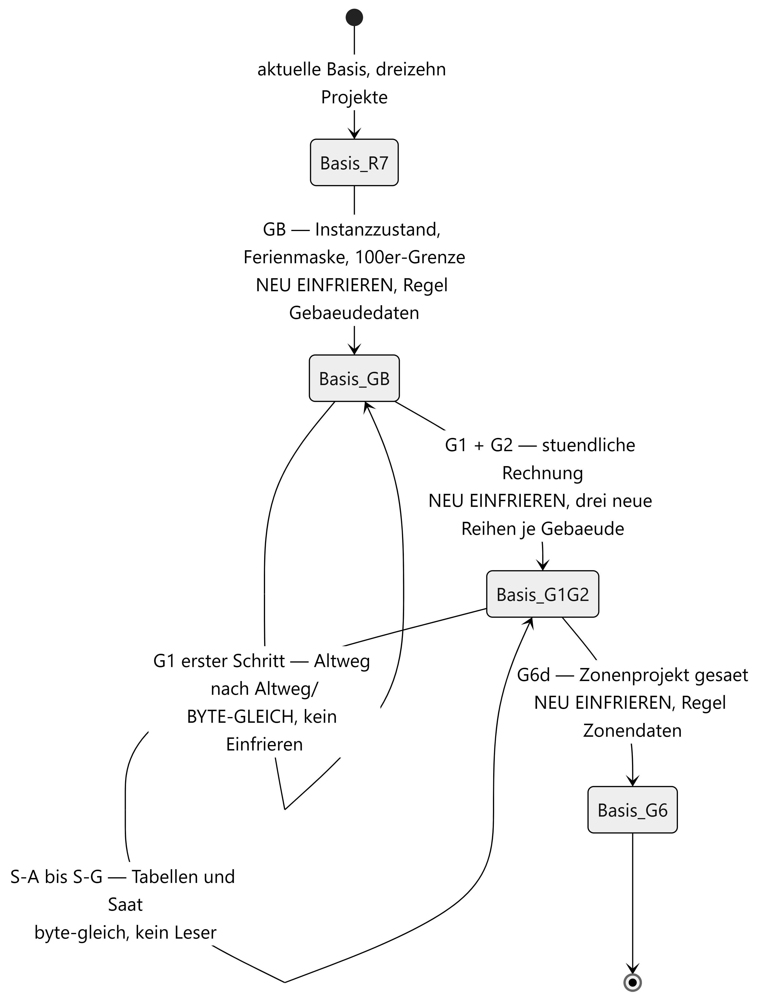 aktuelle Basis, dreizehn
Projekte
Basis_R7
GB — Instanzzustand,
Ferienmaske, 100er-Grenze
NEU EINFRIEREN, Regel
Gebaeudedaten
Basis_GB
G1 + G2 — stuendliche
Rechnung
NEU EINFRIEREN, drei neue
Reihen je Gebaeude
Basis_G1G2
G1 erster Schritt — Altweg
nach Altweg/
BYTE-GLEICH, kein
Einfrieren
G6d — Zonenprojekt gesaet
NEU EINFRIEREN, Regel
Zonendaten
Basis_G6
S-A bis S-G — Tabellen und
Saat
byte-gleich, kein Leser